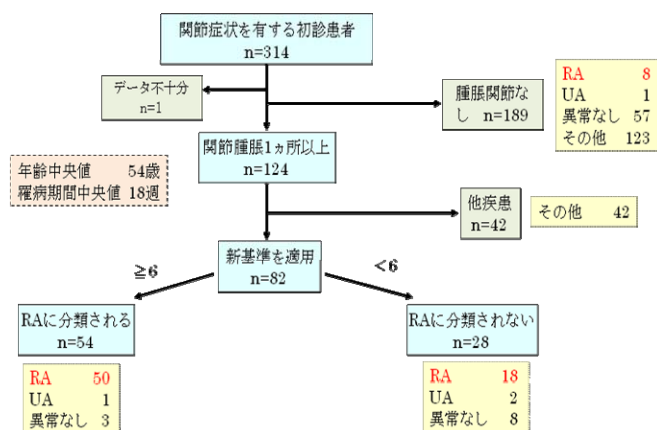 関節症状を有する初診患者
n=314
データ不十分
n=1
腫脹関節な
し n=189
RA 8
UA 1
異常なし 57
その他 123
関節腫脹1ヵ所以上
n=124
年齢中央値 54歳
罹病期間中央値 18週
他疾患
n=42
その他 42
新基準を適用
n=82
≧6
<6
RAに分類される
n=54
RAに分類されない
n=28
RA 50
UA 1
異常なし 3
RA 18
UA 2
異常なし 8